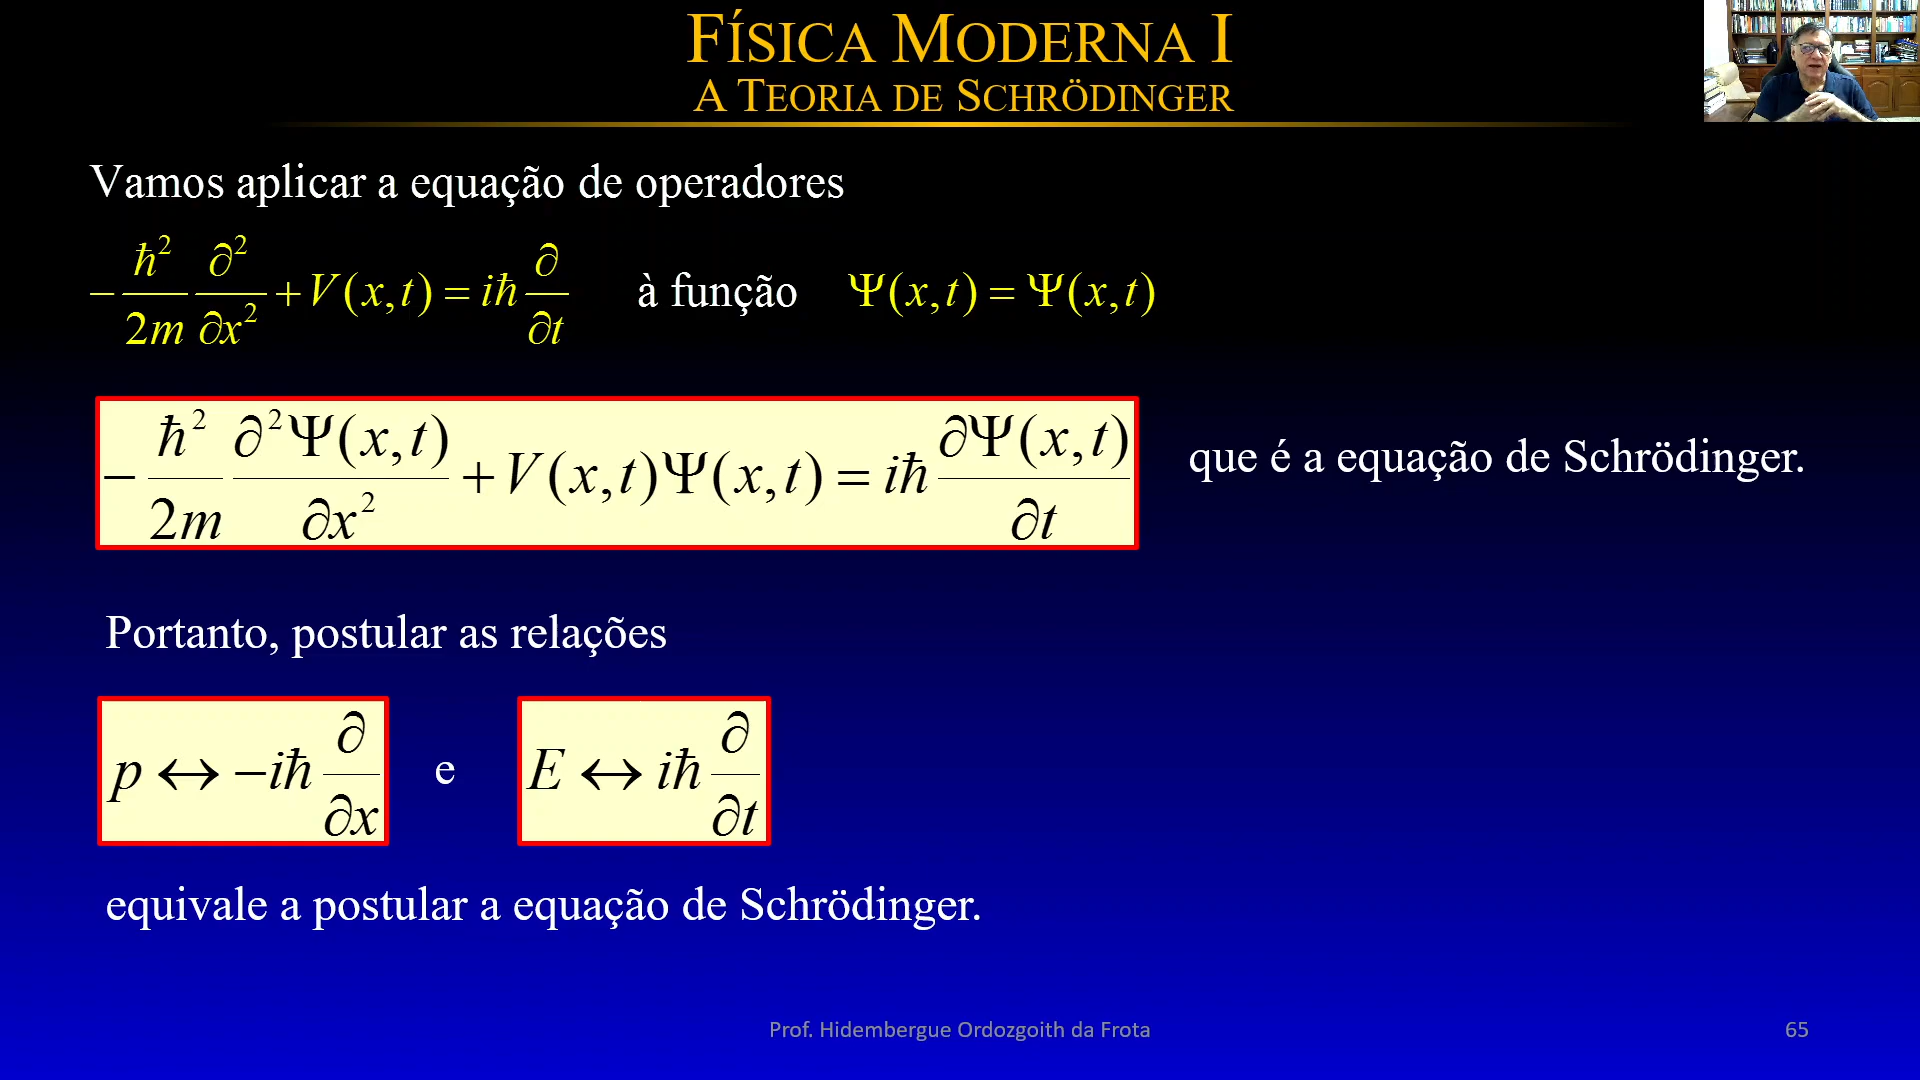 FÍSICA MODERNA I
A TEORIA DE SCHRÖDINGER
Vamos aplicar a equação de operadores
−ħ²/2m ∂²/∂x² + V(x,t) = iħ ∂/∂t à função Ψ(x,t) = Ψ(x,t)
−ħ²/2m ∂²Ψ(x,t)/∂x² + V(x,t)Ψ(x,t) = iħ ∂Ψ(x,t)/∂t que é a equação de Schrödinger.
Portanto, postular as relações
p ↔ −iħ ∂/∂x e E ↔ iħ ∂/∂t
equivale a postular a equação de Schrödinger.
Prof. Hidembergue Ordozgoith da Frota 65